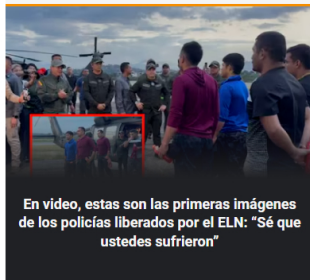 En video, estas son las primeras imágenes
de los policías liberados por el ELN: “Sé que
ustedes sufrieron”